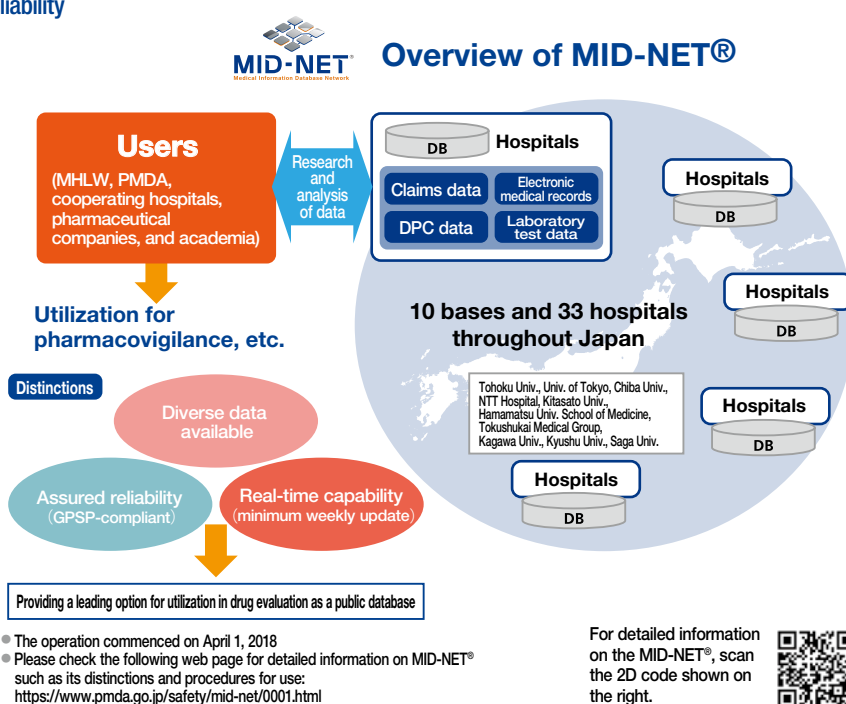 liability
MID-NET®
Medical Information Database Network
Overview of MID-NET®
Users
(MHLW, PMDA,
cooperating hospitals,
pharmaceutical
companies, and academia)
Research
and
analysis
of data
DB
Hospitals
Claims data
Electronic
medical records
DPC data
Laboratory
test data
Hospitals
DB
Hospitals
DB
Utilization for
pharmacovigilance, etc.
10 bases and 33 hospitals
throughout Japan
Tohoku Univ., Univ. of Tokyo, Chiba Univ.,
NTT Hospital, Kitasato Univ.,
Hamamatsu Univ. School of Medicine,
Tokushukai Medical Group,
Kagawa Univ., Kyushu Univ., Saga Univ.
Hospitals
DB
Hospitals
DB
Distinctions
Diverse data
available
Assured reliability
(GPSP-compliant)
Real-time capability
(minimum weekly update)
Providing a leading option for utilization in drug evaluation as a public database
The operation commenced on April 1, 2018
Please check the following web page for detailed information on MID-NET®
such as its distinctions and procedures for use:
https://www.pmda.go.jp/safety/mid-net/0001.html
For detailed information
on the MID-NET®, scan
the 2D code shown on
the right.